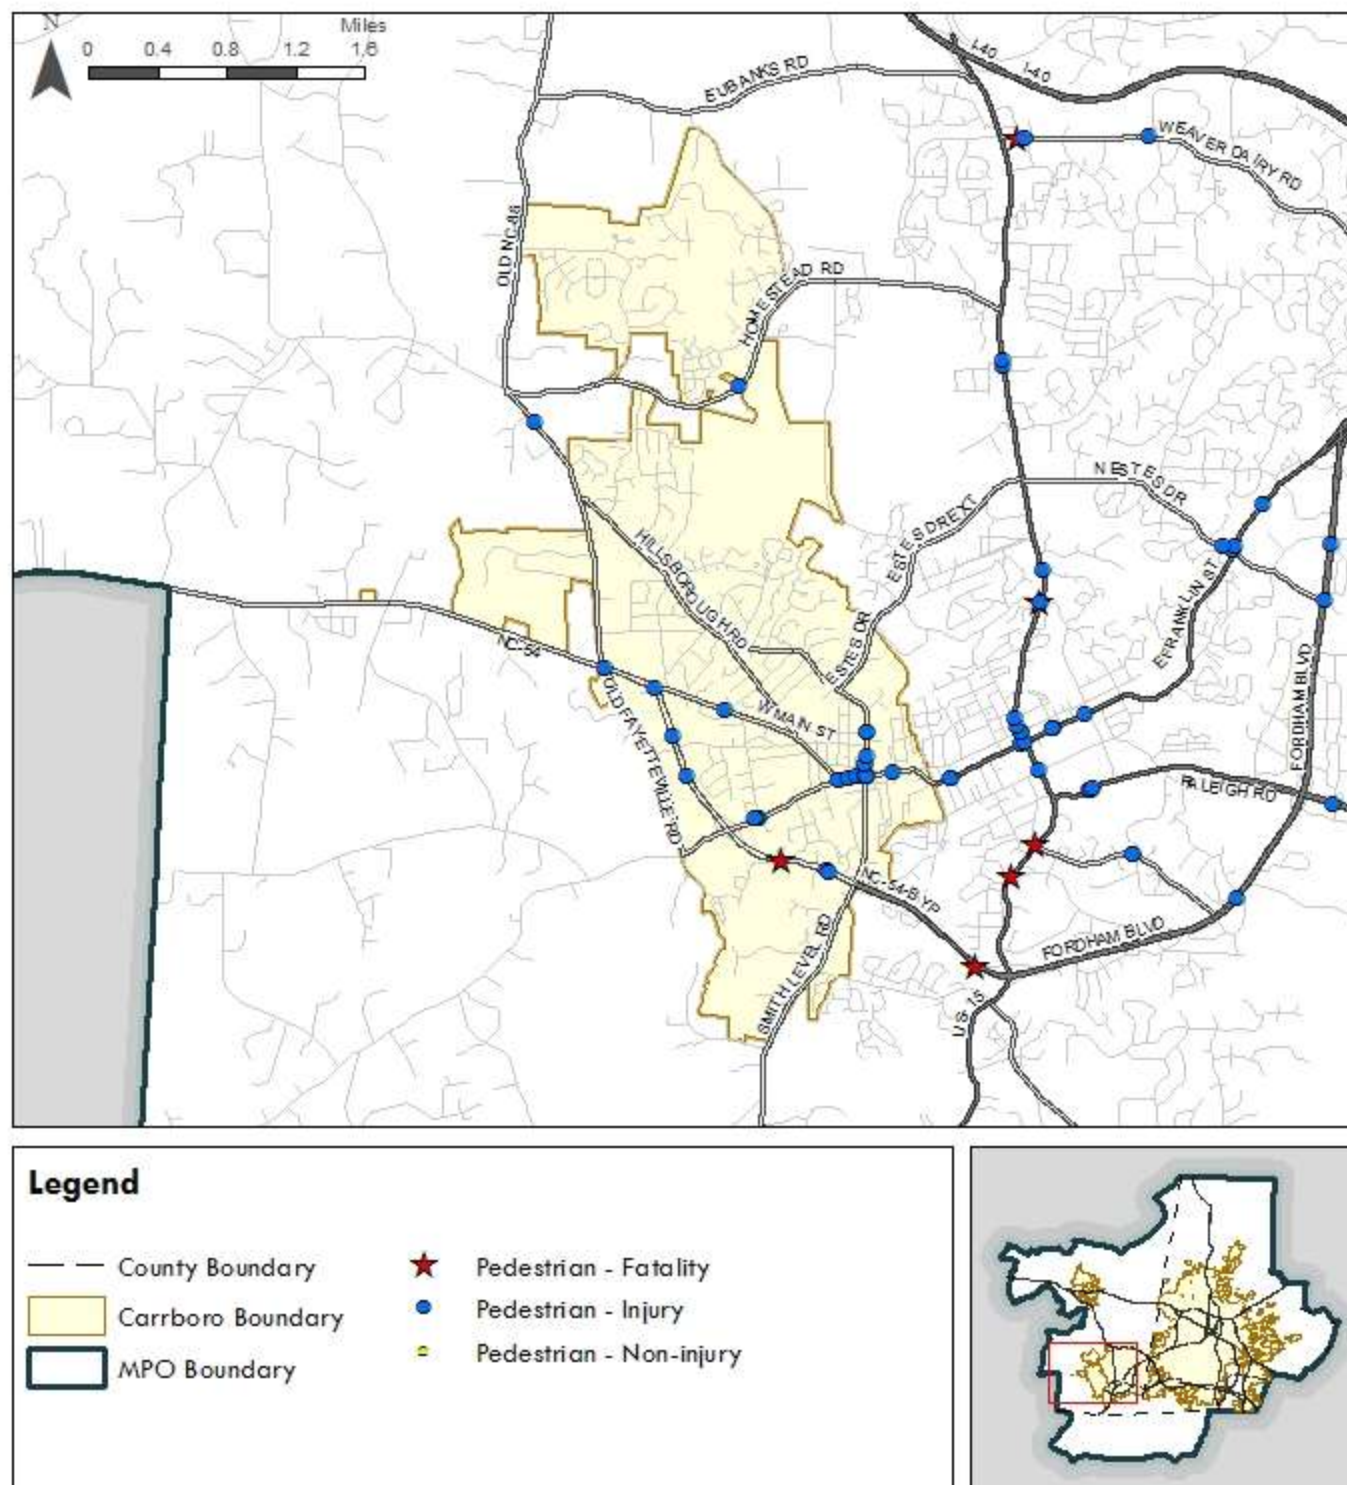 N
Miles
0 0.4 0.8 1.2 1.6
I-40
I-40
EUBANKS RD
WEAVER DAIRY RD
OLD NC 86
HOMESTEAD RD
N ESTES DR
ESTES DR EXT
HILLSBOROUGH RD
E FRANKLIN ST
ESTES DR
NC-54
FORDHAM BLVD
OLD FAYETTEVILLE RD
W MAIN ST
RALEIGH RD
NC-54-BYP
FORDHAM BLVD
SMITH LEVEL RD
US 15
Legend
County Boundary
Carrboro Boundary
MPO Boundary
Pedestrian - Fatality
Pedestrian - Injury
Pedestrian - Non-injury